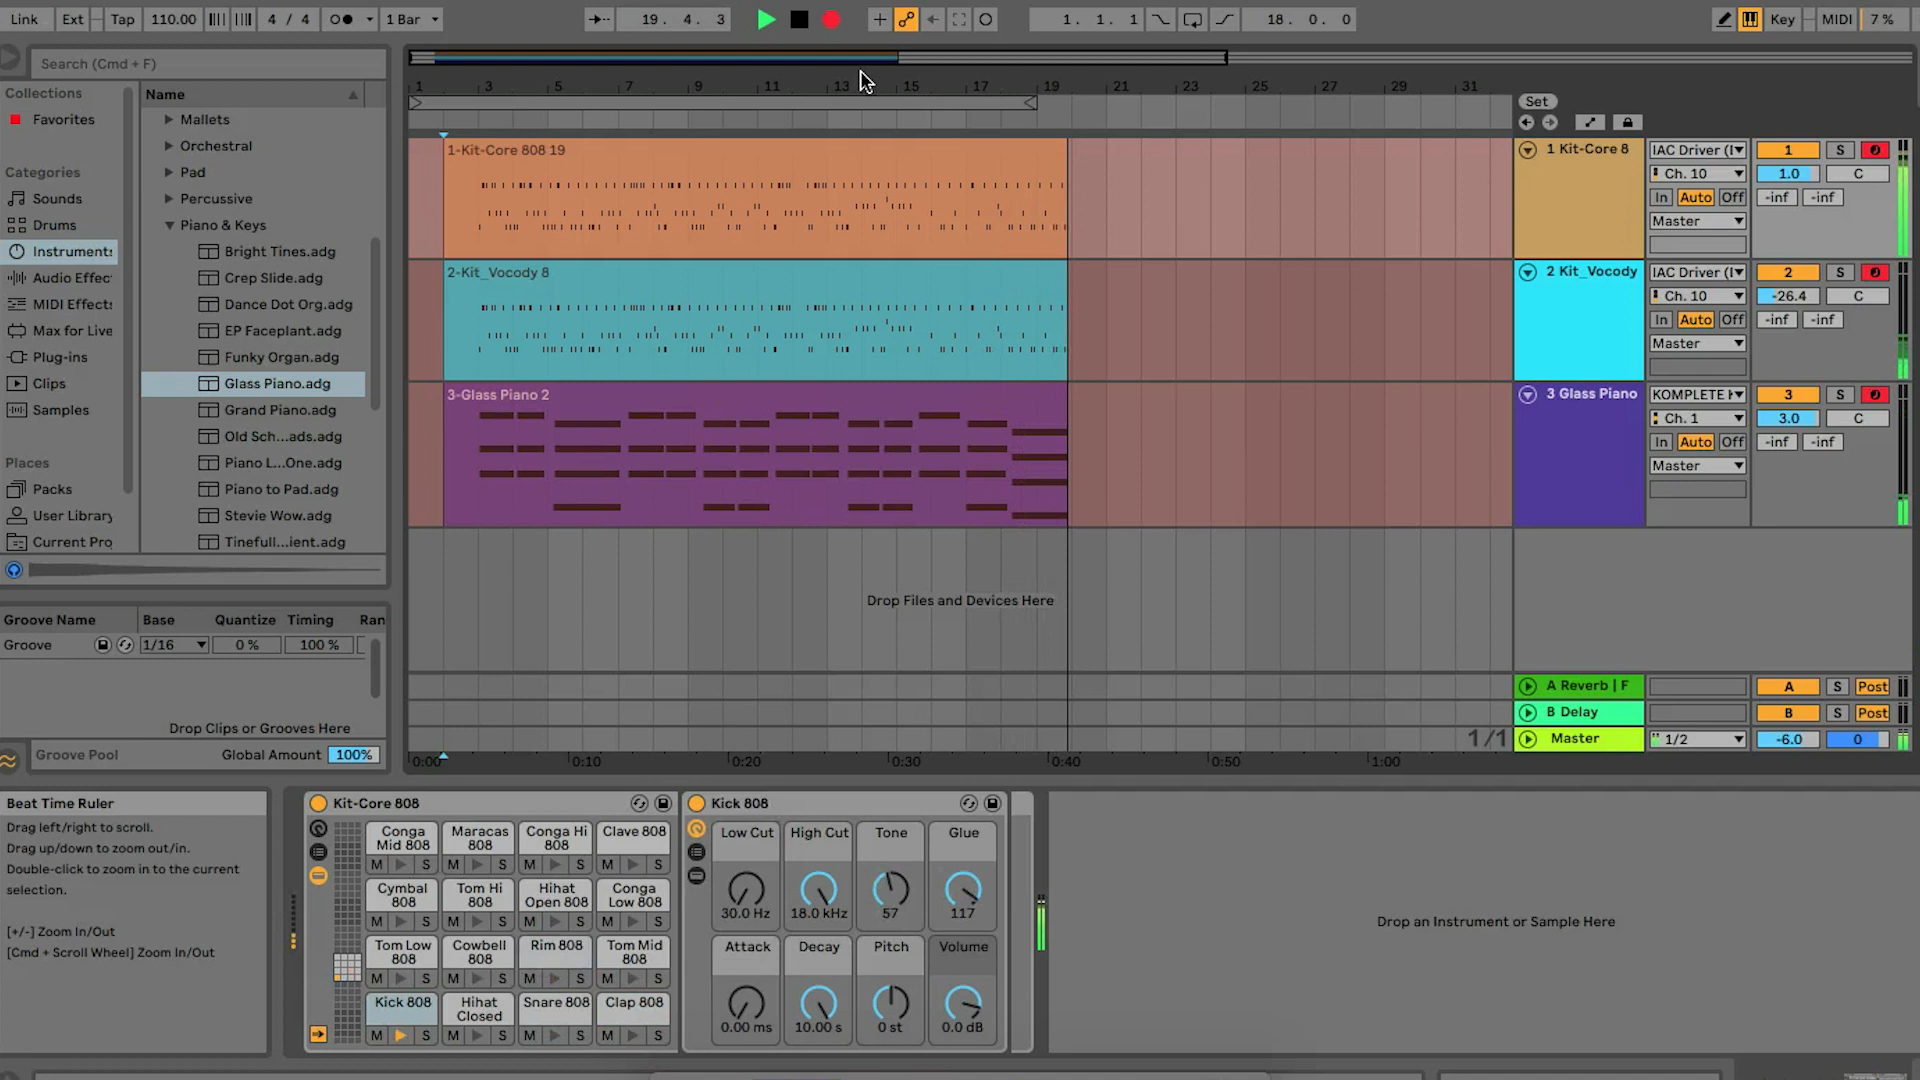 Link Ext Tap 110.00 4 / 4 1 Bar 19. 4. 3 1. 1. 1 18. 0. 0 Key MIDI 7 %
Search (Cmd + F)
Collections
Favorites
Categories
Sounds
Drums
Instruments
Audio Effec
MIDI Effects
Max for Live
Plug-ins
Clips
Samples
Places
Packs
User Library
Current Pro
Name
Mallets
Orchestral
Pad
Percussive
Piano & Keys
Bright Tines.adg
Crep Slide.adg
Dance Dot Org.adg
EP Faceplant.adg
Funky Organ.adg
Glass Piano.adg
Grand Piano.adg
Old Sch...ads.adg
Piano L...One.adg
Piano to Pad.adg
Stevie Wow.adg
Tinefull...ient.adg
Groove Name Base Quantize Timing Ran
Groove 1/16 0 % 100 %
Drop Clips or Grooves Here
Groove Pool Global Amount 100%
1 3 5 7 9 11 13 15 17 19 21 23 25 27 29 31
1-Kit-Core 808 19
2-Kit_Vocody 8
3-Glass Piano 2
Drop Files and Devices Here
1/1
0:00 0:10 0:20 0:30 0:40 0:50 1:00
Set
1 Kit-Core 8 IAC Driver (I 1 S
Ch. 10 1.0 C
In Auto Off -inf -inf
Master
2 Kit_Vocody IAC Driver (I 2 S
Ch. 10 -26.4 C
In Auto Off -inf -inf
Master
3 Glass Piano KOMPLETE K 3 S
Ch. 1 3.0 C
In Auto Off -inf -inf
Master
A Reverb | F A S Post
B Delay B S Post
Master 1/2 -6.0 0
Beat Time Ruler
Drag left/right to scroll.
Drag up/down to zoom out/in.
Double-click to zoom in to the current
selection.
[+/-] Zoom In/Out
[Cmd + Scroll Wheel] Zoom In/Out
Kit-Core 808
Conga Mid 808 Maracas 808 Conga Hi 808 Clave 808
M S M S M S M S
Cymbal 808 Tom Hi 808 Hihat Open 808 Conga Low 808
M S M S M S M S
Tom Low 808 Cowbell 808 Rim 808 Tom Mid 808
M S M S M S M S
Kick 808 Hihat Closed Snare 808 Clap 808
M S M S M S M S
Kick 808
Low Cut High Cut Tone Glue
30.0 Hz 18.0 kHz 57 117
Attack Decay Pitch Volume
0.00 ms 10.00 s 0 st 0.0 dB
Drop an Instrument or Sample Here